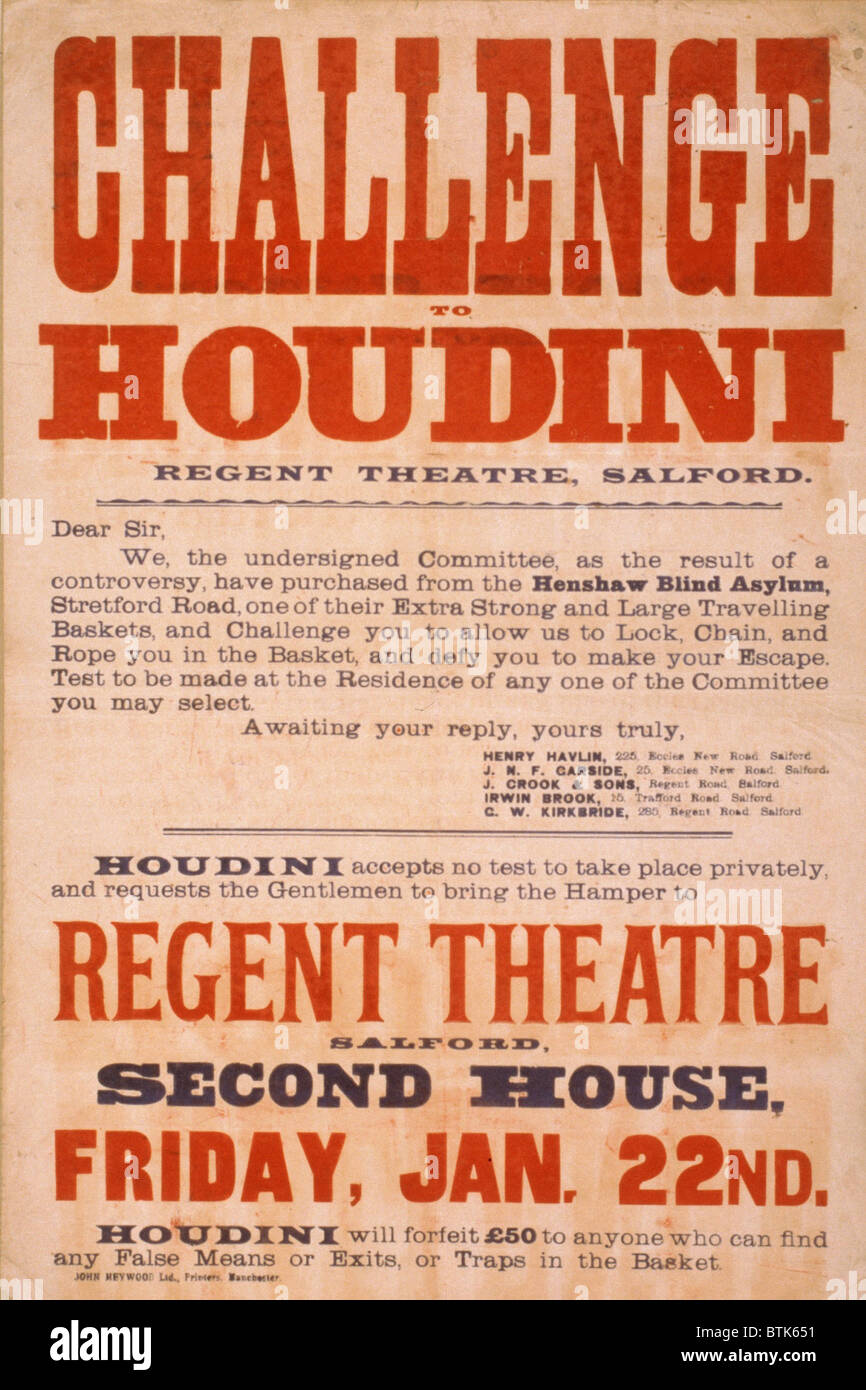 CHALLENGE
TO
HOUDINI
REGENT THEATRE, SALFORD.
Dear Sir,
We, the undersigned Committee, as the result of a
controversy, have purchased from the Henshaw Blind Asylum,
Stretford Road, one of their Extra Strong and Large Travelling
Baskets, and Challenge you to allow us to Lock, Chain, and
Rope you in the Basket, and defy you to make your Escape.
Test to be made at the Residence of any one of the Committee
you may select.
Awaiting your reply, yours truly,
HENRY HAVLIN, 225, Eccles New Road, Salford
J. N. F. GARSIDE, 25, Eccles New Road, Salford.
J. CROOK & SONS, Regent Road, Salford
IRWIN BROOK, 15, Trafford Road, Salford
C. W. KIRKBRIDE, 285, Regent Road, Salford
HOUDINI accepts no test to take place privately,
and requests the Gentlemen to bring the Hamper to
REGENT THEATRE
SALFORD,
SECOND HOUSE,
FRIDAY, JAN. 22ND.
HOUDINI will forfeit £50 to anyone who can find
any False Means or Exits, or Traps in the Basket.
JOHN HEYWOOD Ltd., Printers, Manchester.
alamy
alamy
Image ID: BTK651
www.alamy.com